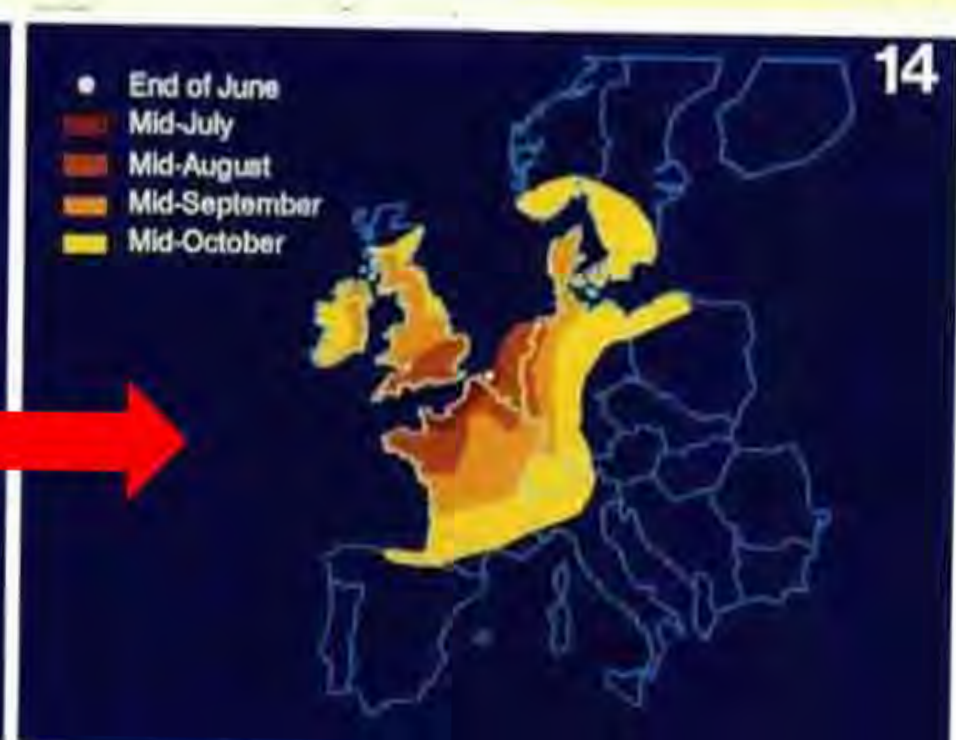 14
End of June
Mid-July
Mid-August
Mid-September
Mid-October